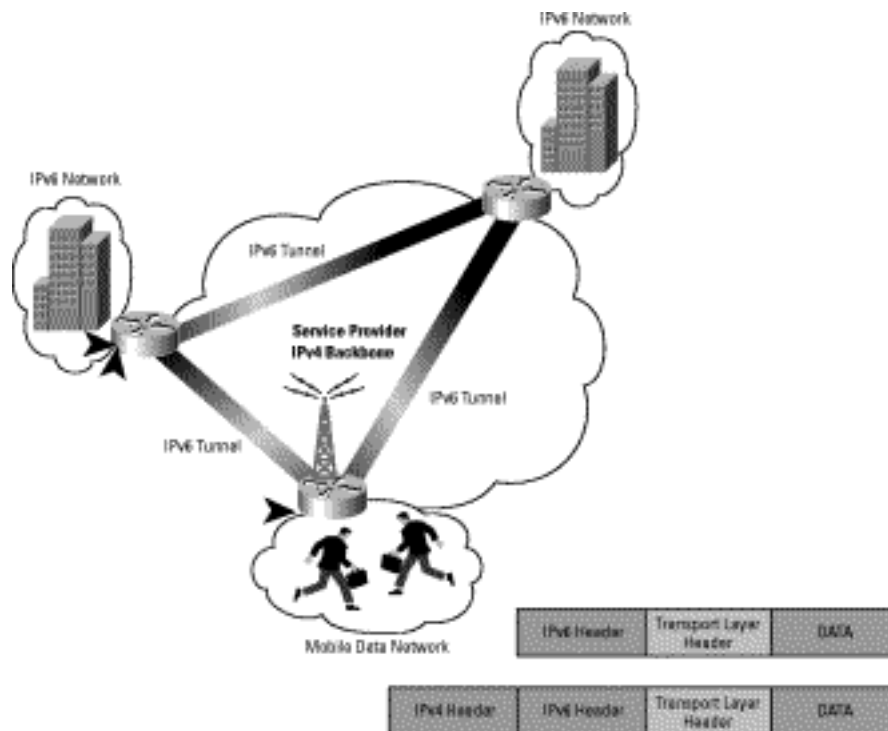 IPv6 Network
IPv6 Network
IPv6 Tunnel
Service Provider
IPv4 Backbone
IPv6 Tunnel
IPv6 Tunnel
Mobile Data Network
IPv6 Header
Transport Layer
Header
DATA
IPv4 Header
IPv6 Header
Transport Layer
Header
DATA